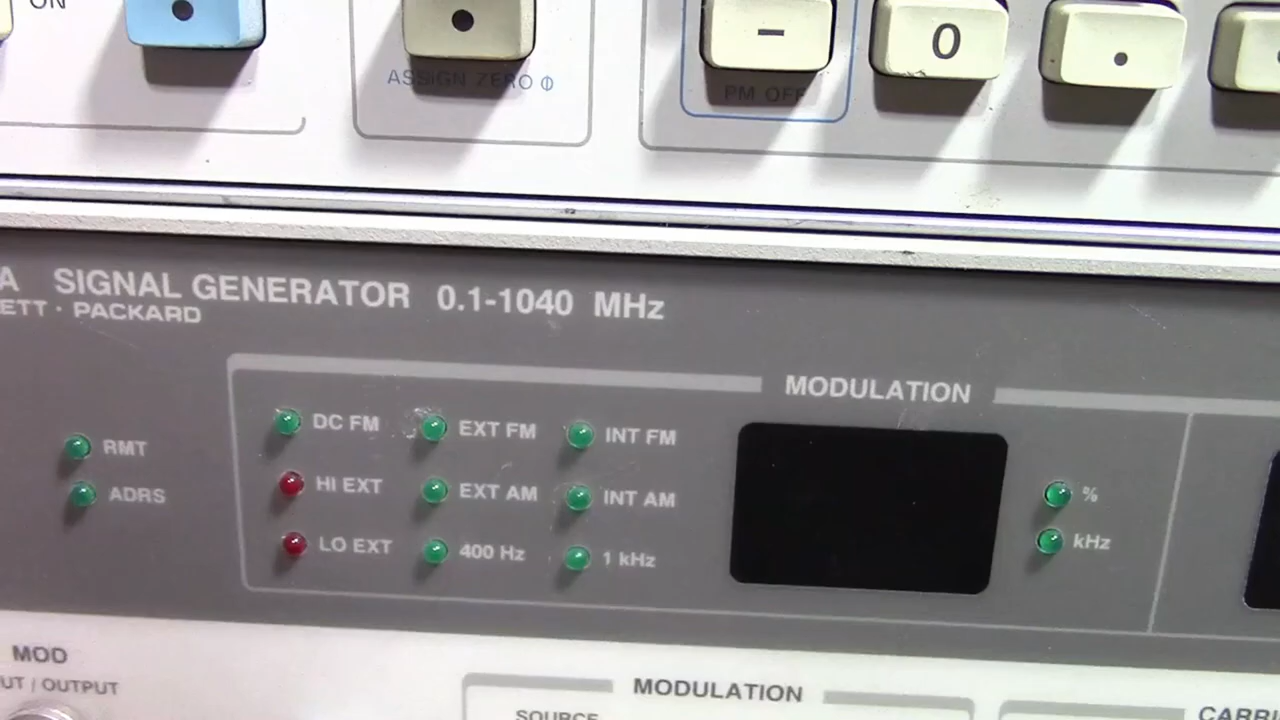 ON
ASSIGN ZERO Φ
-
0
.
PM OFF
A SIGNAL GENERATOR 0.1-1040 MHz
ETT · PACKARD
MODULATION
RMT
ADRS
DC FM EXT FM INT FM
HI EXT EXT AM INT AM
LO EXT 400 Hz 1 kHz
%
kHz
MOD
UT / OUTPUT
MODULATION
SOURCE
CARRI